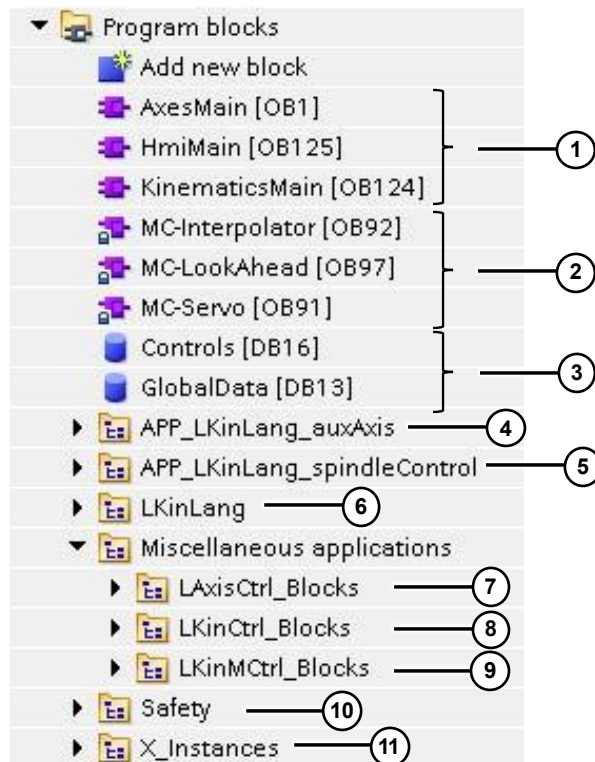 Program blocks
Add new block
AxesMain [OB1]
HmiMain [OB125]
1
KinematicsMain [OB124]
MC-Interpolator [OB92]
MC-LookAhead [OB97]
2
MC-Servo [OB91]
Controls [DB16]
3
GlobalData [DB13]
APP_LKinLang_auxAxis 4
APP_LKinLang_spindleControl 5
LKinLang 6
Miscellaneous applications
LAxisCtrl_Blocks 7
LKinCtrl_Blocks 8
LKinMCtrl_Blocks 9
Safety 10
X_Instances 11